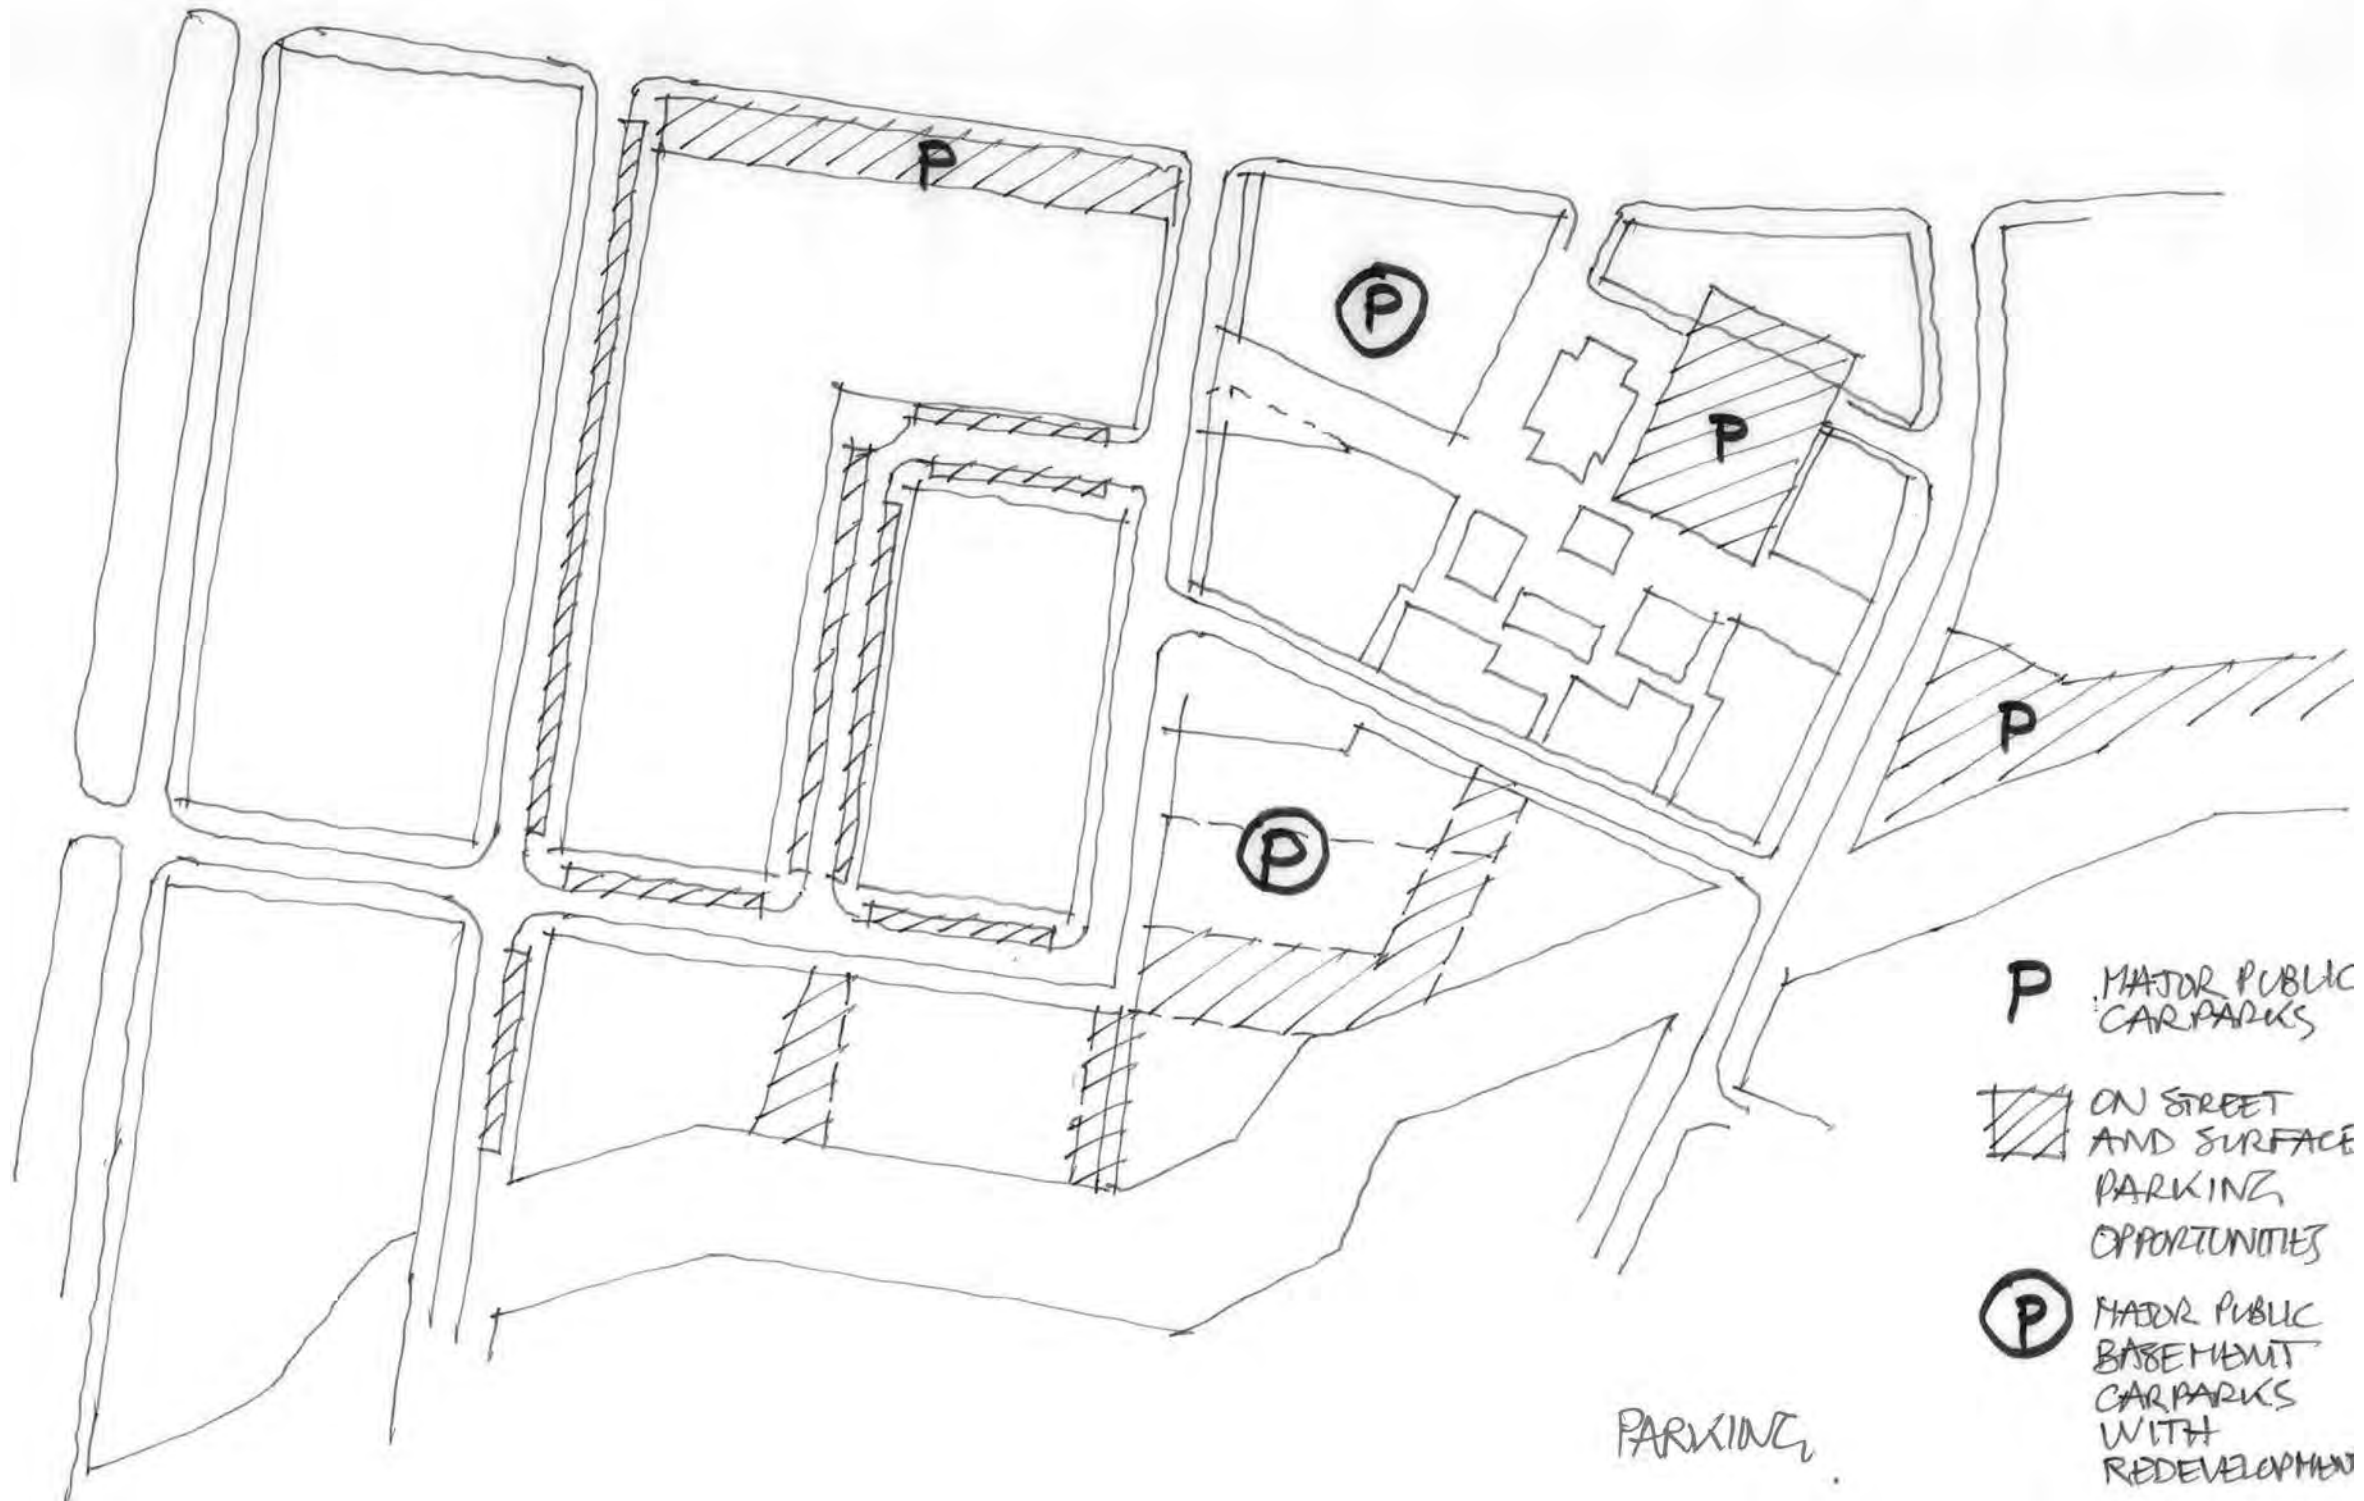 P
P
P
P
P
P MAJOR PUBLIC
CARPARKS
ON STREET
AND SURFACE
PARKING
OPPORTUNITIES
P MAJOR PUBLIC
BASEMENT
CARPARKS
WITH
REDEVELOPMENT
PARKING.